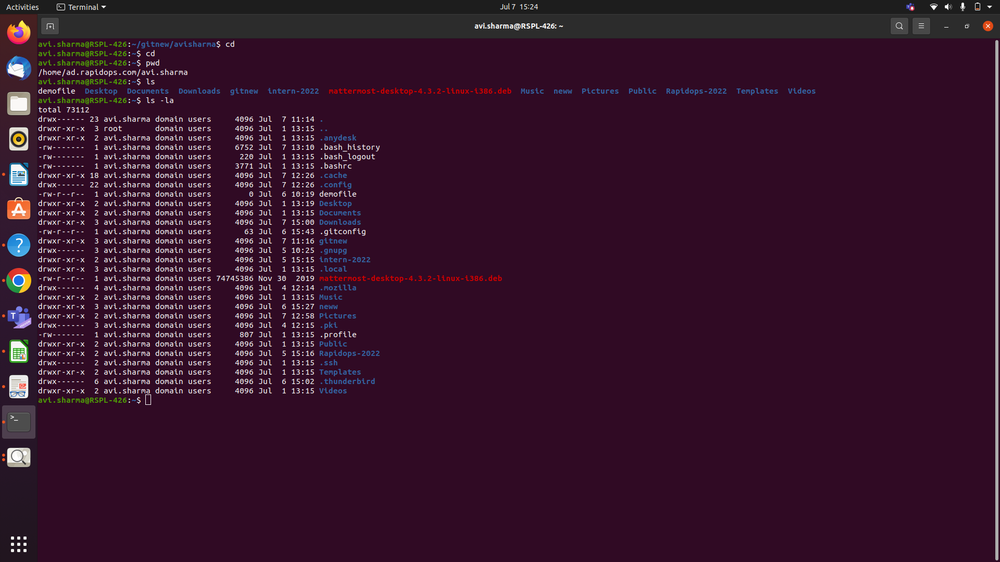 Activities Terminal Jul 7 15:24
avi.sharma@RSPL-426: ~
avi.sharma@RSPL-426:~/gitnew/avisharma$ cd
avi.sharma@RSPL-426:~$ cd
avi.sharma@RSPL-426:~$ pwd
/home/ad.rapidops.com/avi.sharma
avi.sharma@RSPL-426:~$ ls
demofile  Desktop  Documents  Downloads  gitnew  intern-2022  mattermost-desktop-4.3.2-linux-i386.deb  Music  neww  Pictures  Public  Rapidops-2022  Templates  Videos
avi.sharma@RSPL-426:~$ ls -la
total 73112
drwx------ 23 avi.sharma domain users     4096 Jul  7 11:14 .
drwxr-xr-x  3 root       domain users     4096 Jul  1 13:15 ..
drwxr-xr-x  2 avi.sharma domain users     4096 Jul  1 13:15 .anydesk
-rw-------  1 avi.sharma domain users     6752 Jul  7 13:10 .bash_history
-rw-------  1 avi.sharma domain users      220 Jul  1 13:15 .bash_logout
-rw-------  1 avi.sharma domain users     3771 Jul  1 13:15 .bashrc
drwxr-xr-x 18 avi.sharma domain users     4096 Jul  7 12:26 .cache
drwx------ 22 avi.sharma domain users     4096 Jul  7 12:26 .config
-rw-r--r--  1 avi.sharma domain users        0 Jul  6 10:19 demofile
drwxr-xr-x  2 avi.sharma domain users     4096 Jul  1 13:19 Desktop
drwxr-xr-x  2 avi.sharma domain users     4096 Jul  1 13:15 Documents
drwxr-xr-x  3 avi.sharma domain users     4096 Jul  7 15:00 Downloads
-rw-r--r--  1 avi.sharma domain users       63 Jul  6 15:43 .gitconfig
drwxr-xr-x  3 avi.sharma domain users     4096 Jul  7 11:16 gitnew
drwx------  3 avi.sharma domain users     4096 Jul  5 10:25 .gnupg
drwxr-xr-x  2 avi.sharma domain users     4096 Jul  5 15:15 intern-2022
drwxr-xr-x  3 avi.sharma domain users     4096 Jul  1 13:15 .local
-rw-r--r--  1 avi.sharma domain users 74745386 Nov 30  2019 mattermost-desktop-4.3.2-linux-i386.deb
drwx------  4 avi.sharma domain users     4096 Jul  4 12:14 .mozilla
drwxr-xr-x  2 avi.sharma domain users     4096 Jul  1 13:15 Music
drwxr-xr-x  3 avi.sharma domain users     4096 Jul  6 15:27 neww
drwxr-xr-x  2 avi.sharma domain users     4096 Jul  7 12:58 Pictures
drwx------  3 avi.sharma domain users     4096 Jul  4 12:15 .pki
-rw-------  1 avi.sharma domain users      807 Jul  1 13:15 .profile
drwxr-xr-x  2 avi.sharma domain users     4096 Jul  1 13:15 Public
drwxr-xr-x  2 avi.sharma domain users     4096 Jul  5 15:16 Rapidops-2022
drwx------  2 avi.sharma domain users     4096 Jul  1 13:15 .ssh
drwxr-xr-x  2 avi.sharma domain users     4096 Jul  1 13:15 Templates
drwx------  6 avi.sharma domain users     4096 Jul  6 15:02 .thunderbird
drwxr-xr-x  2 avi.sharma domain users     4096 Jul  1 13:15 Videos
avi.sharma@RSPL-426:~$